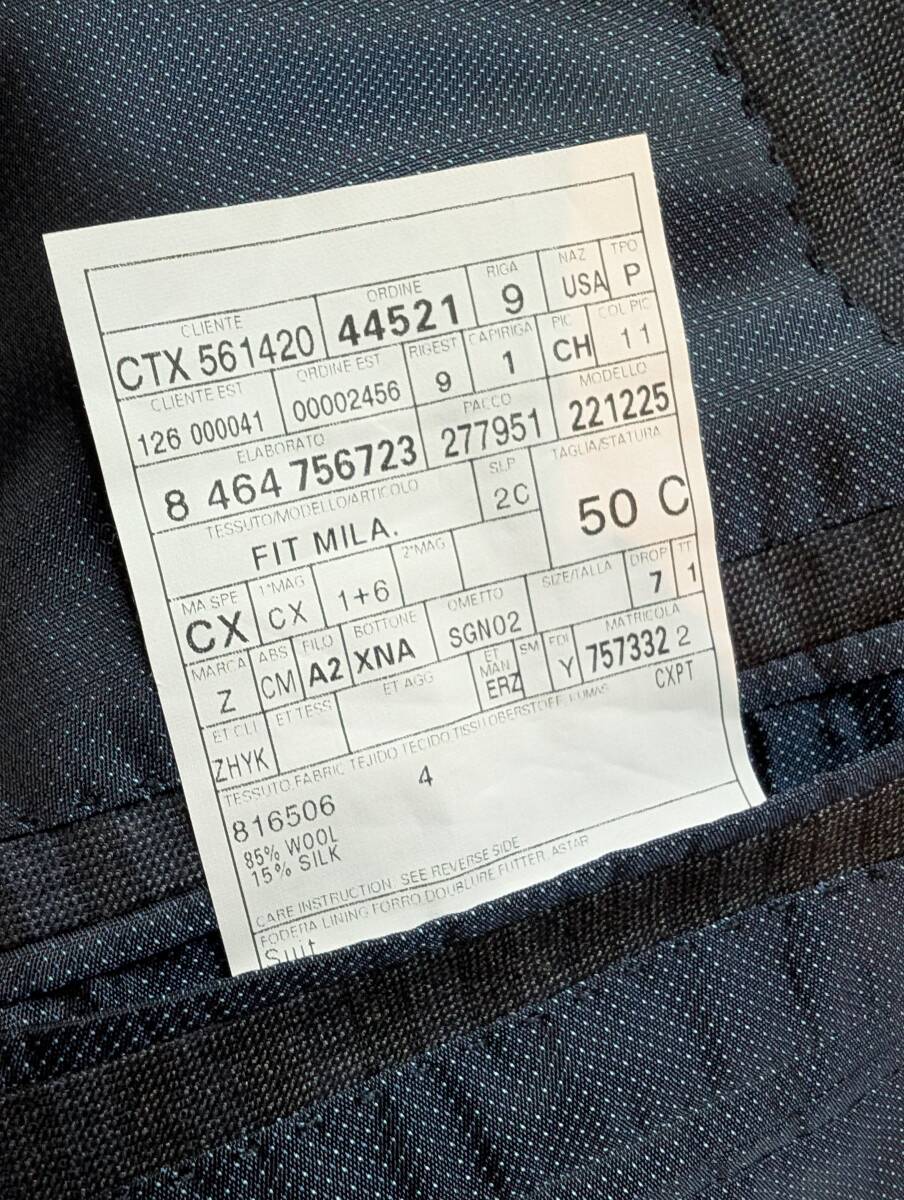 CLIENTE ORDINE RIGA NAZ TPO
CTX 561420 44521 9 USA P
CLIENTE EST ORDINE EST RIGEST CAPIRIGA PIC COL PIC
126 000041 00002456 9 1 CH 11
ELABORATO PACCO MODELLO
8 464 756723 277951 221225
TESSUTO/MODELLO/ARTICOLO SLP TAGLIA/STATURA
FIT MILA. 2C 50 C
MA SPE 1°MAG 2°MAG SIZE/TALLA DROP TT
CX CX 1+6 7 1
MARCA ABS FILO BOTTONE OMETTO MATRICOLA
Z CM A2 XNA SGN02 757332 2
ET CLI ET TESS ET AGG ET MAN SM
ZHYK ERZ Y CXPT
TESSUTO FABRIC TEJIDO TECIDO TISSU OBERSTOFF KUMAS
816506 4
85% WOOL
15% SILK
CARE INSTRUCTION: SEE REVERSE SIDE
FODERA LINING FORRO DOUBLURE FUTTER ASTAR
Suit